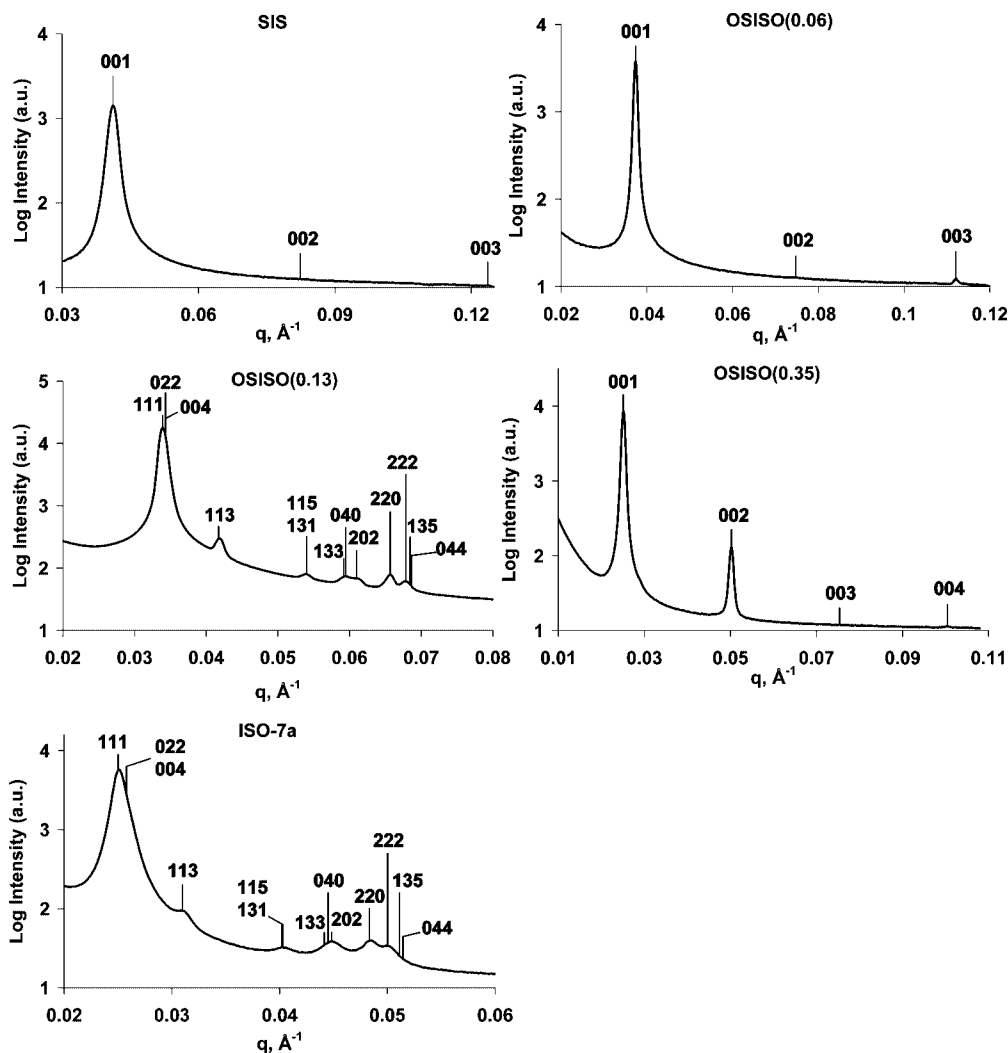 SIS
4
3
2
1
Log Intensity (a.u.)
001
002
003
0.03 0.06 0.09 0.12
q, Å-1
OSISO(0.06)
4
3
2
1
Log Intensity (a.u.)
001
002
003
0.02 0.04 0.06 0.08 0.1 0.12
q, Å-1
OSISO(0.13)
5
4
3
2
1
Log Intensity (a.u.)
022
111 004
113
115
131
133
040
202
220
222
135
044
0.02 0.03 0.04 0.05 0.06 0.07 0.08
q, Å-1
OSISO(0.35)
4
3
2
1
Log Intensity (a.u.)
001
002
003
004
0.01 0.03 0.05 0.07 0.09 0.11
q, Å-1
ISO-7a
4
3
2
1
Log Intensity (a.u.)
111
022
004
113
115
131
133
040
202
220
222
135
044
0.02 0.03 0.04 0.05 0.06
q, Å-1